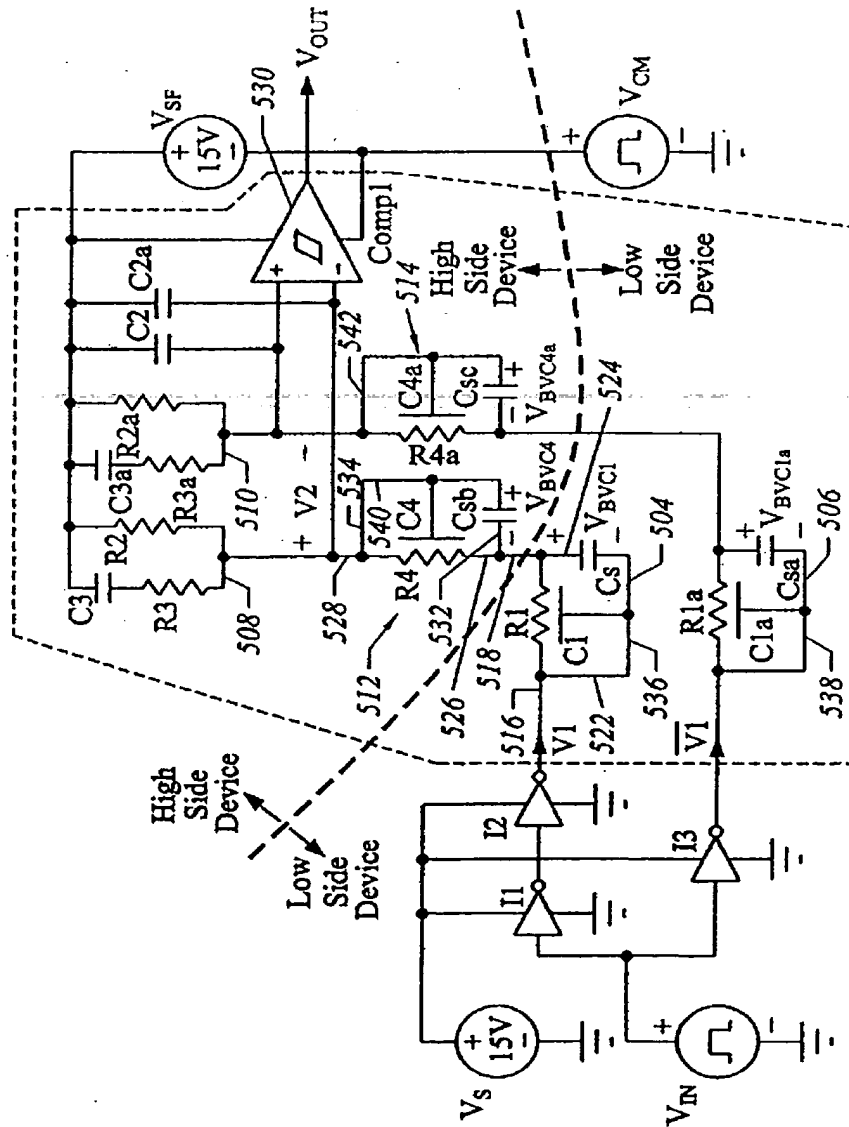 High
Side
Device
Low
Side
Device
VS
15V
+
−
VIN
+
−
I1
I2
I3
V1
V1
516
522
536
538
C1
R1
Cs
504
C1a
R1a
Csa
506
+
VBVC1
−
+
VBVC1a
−
524
518
526
512
532
R4
C4
Csb
−
+
VBVC4
540
534
528
R4a
C4a
Csc
−
+
VBVC4a
514
542
+ V2 −
508
510
C3
R3
R2
C3a
R3a
R2a
C2
C2a
+
−
Comp1
530
VOUT
VSF
+
15V
−
High
Side
Device
Low
Side
Device
VCM
+
−